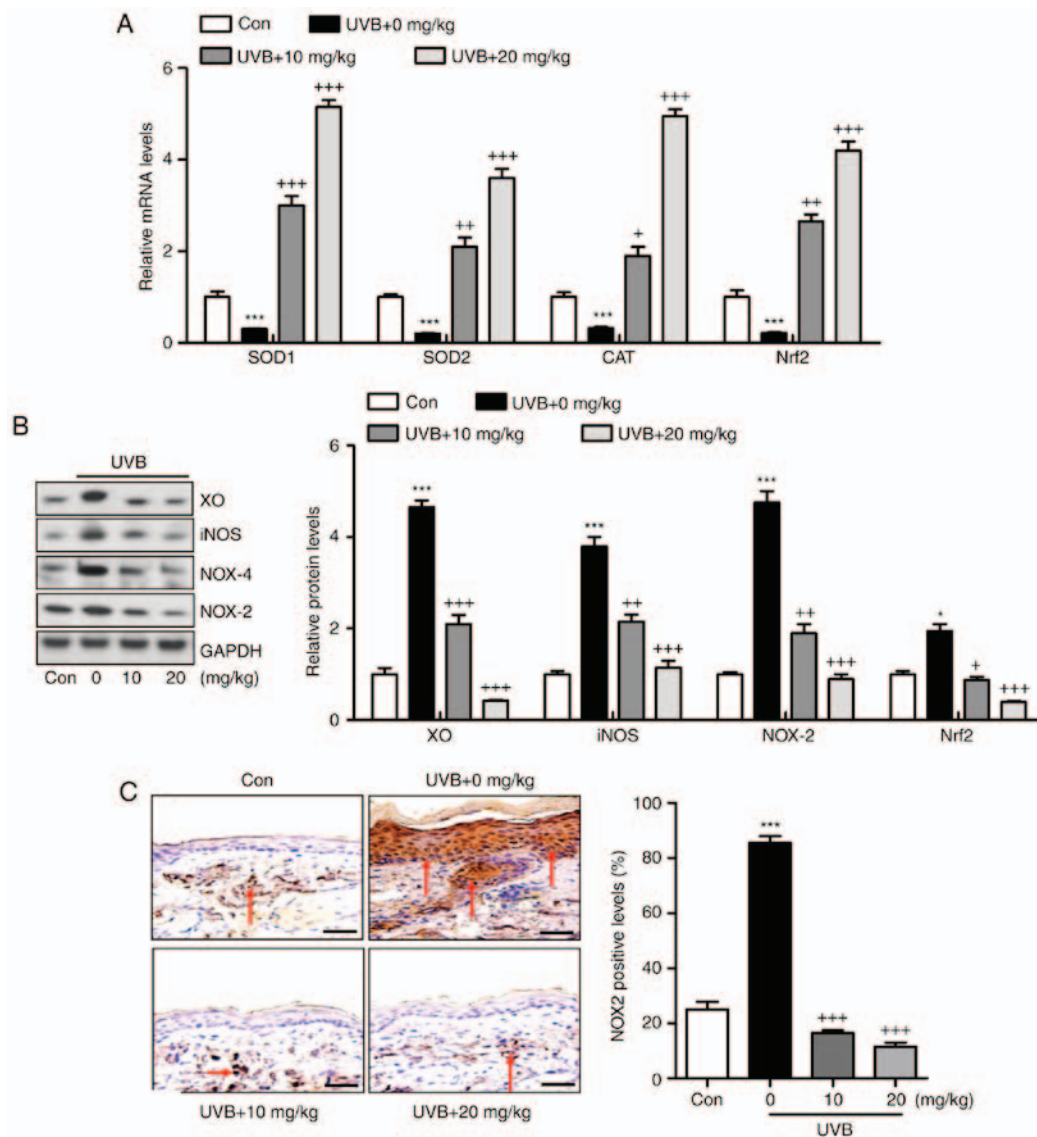 A
Con
UVB+0 mg/kg
UVB+10 mg/kg
UVB+20 mg/kg
Relative mRNA levels
6
4
2
0
***
+++
+++
***
++
+++
***
+
+++
***
++
+++
SOD1
SOD2
CAT
Nrf2
B
UVB
XO
iNOS
NOX-4
NOX-2
GAPDH
Con 0 10 20 (mg/kg)
Con
UVB+0 mg/kg
UVB+10 mg/kg
UVB+20 mg/kg
Relative protein levels
6
4
2
0
***
+++
+++
***
++
+++
***
++
+++
*
+
+++
XO
iNOS
NOX-2
Nrf2
C
Con
UVB+0 mg/kg
UVB+10 mg/kg
UVB+20 mg/kg
NOX2 positive levels (%)
100
80
60
40
20
0
***
+++
+++
Con 0 10 20 (mg/kg)
UVB